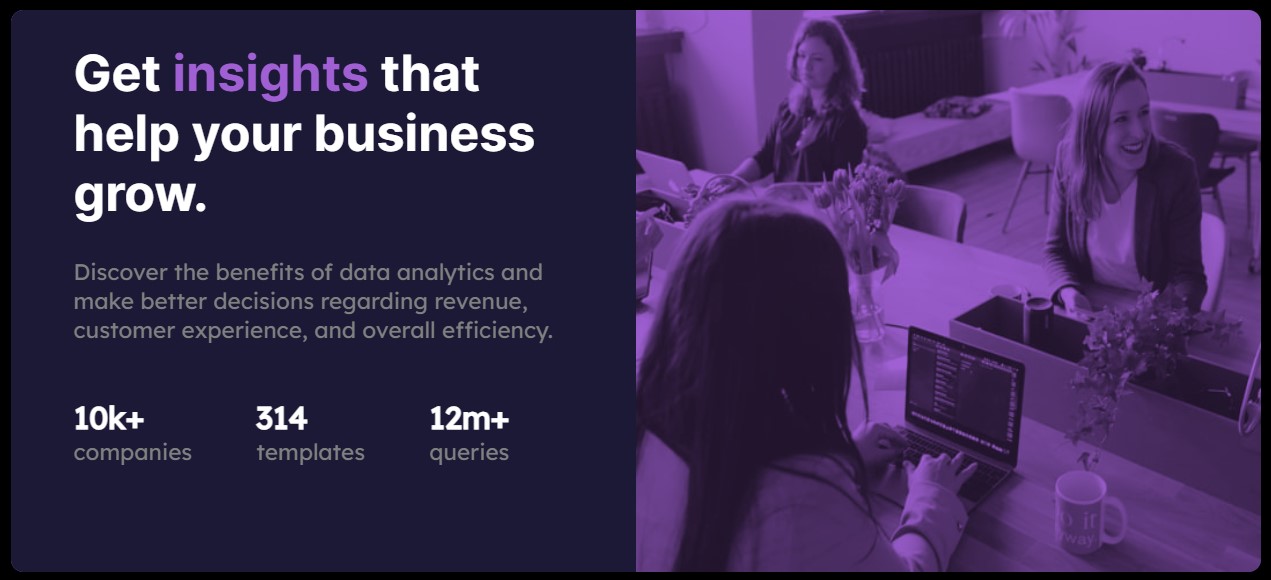 Get insights that
help your business
grow.
Discover the benefits of data analytics and
make better decisions regarding revenue,
customer experience, and overall efficiency.
10k+ 314 12m+
companies templates queries